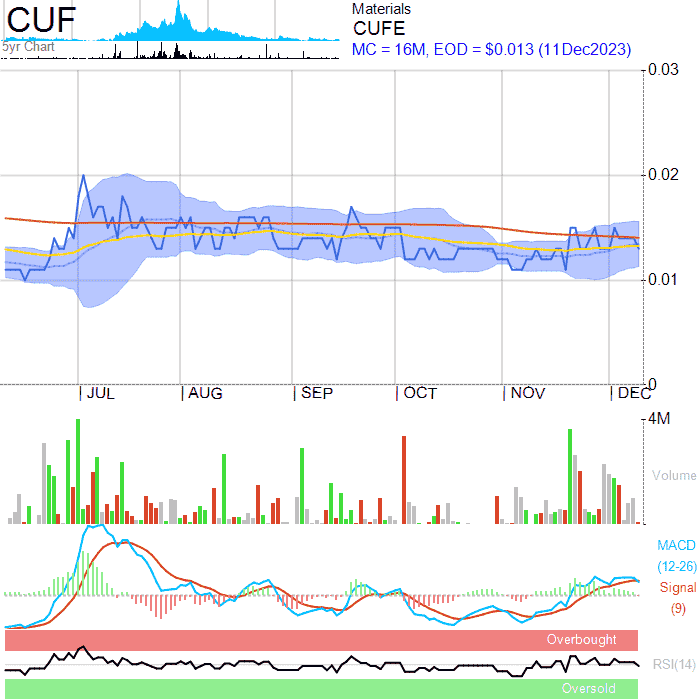 CUF
5yr Chart
Materials
CUFE
MC = 16M, EOD = $0.013 (11Dec2023)
0.03
0.02
0.01
0
JUL AUG SEP OCT NOV DEC
4M
Volume
MACD
(12-26)
Signal
(9)
Overbought
RSI(14)
Oversold